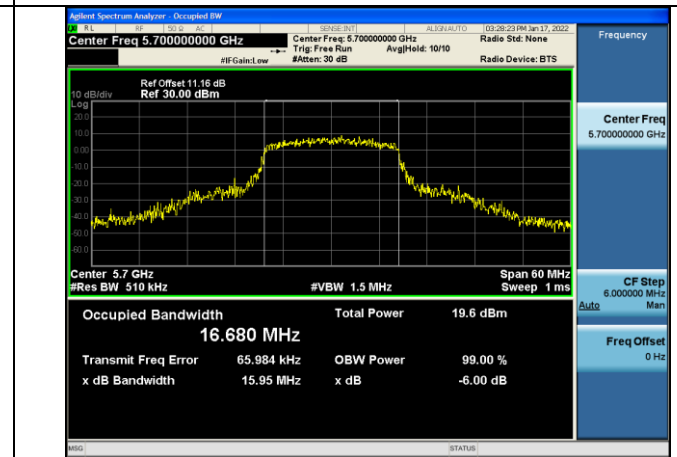 Agilent Spectrum Analyzer - Occupied BW
RL RF 50 Ω AC SENSE:INT ALIGNAUTO 03:28:23 PM Jan 17, 2022
Center Freq 5.700000000 GHz
Center Freq: 5.700000000 GHz
Radio Std: None
Trig: Free Run Avg|Hold: 10/10
#IFGain:Low #Atten: 30 dB Radio Device: BTS
Frequency
Ref Offset 11.16 dB
10 dB/div Ref 30.00 dBm
Log
20.0
10.0
0.00
-10.0
-20.0
-30.0
-40.0
-50.0
-60.0
Center 5.7 GHz Span 60 MHz
#Res BW 510 kHz #VBW 1.5 MHz Sweep 1 ms
Occupied Bandwidth Total Power 19.6 dBm
16.680 MHz
Transmit Freq Error 65.984 kHz OBW Power 99.00 %
x dB Bandwidth 15.95 MHz x dB -6.00 dB
Center Freq
5.700000000 GHz
CF Step
6.000000 MHz
Auto Man
Freq Offset
0 Hz
MSG STATUS